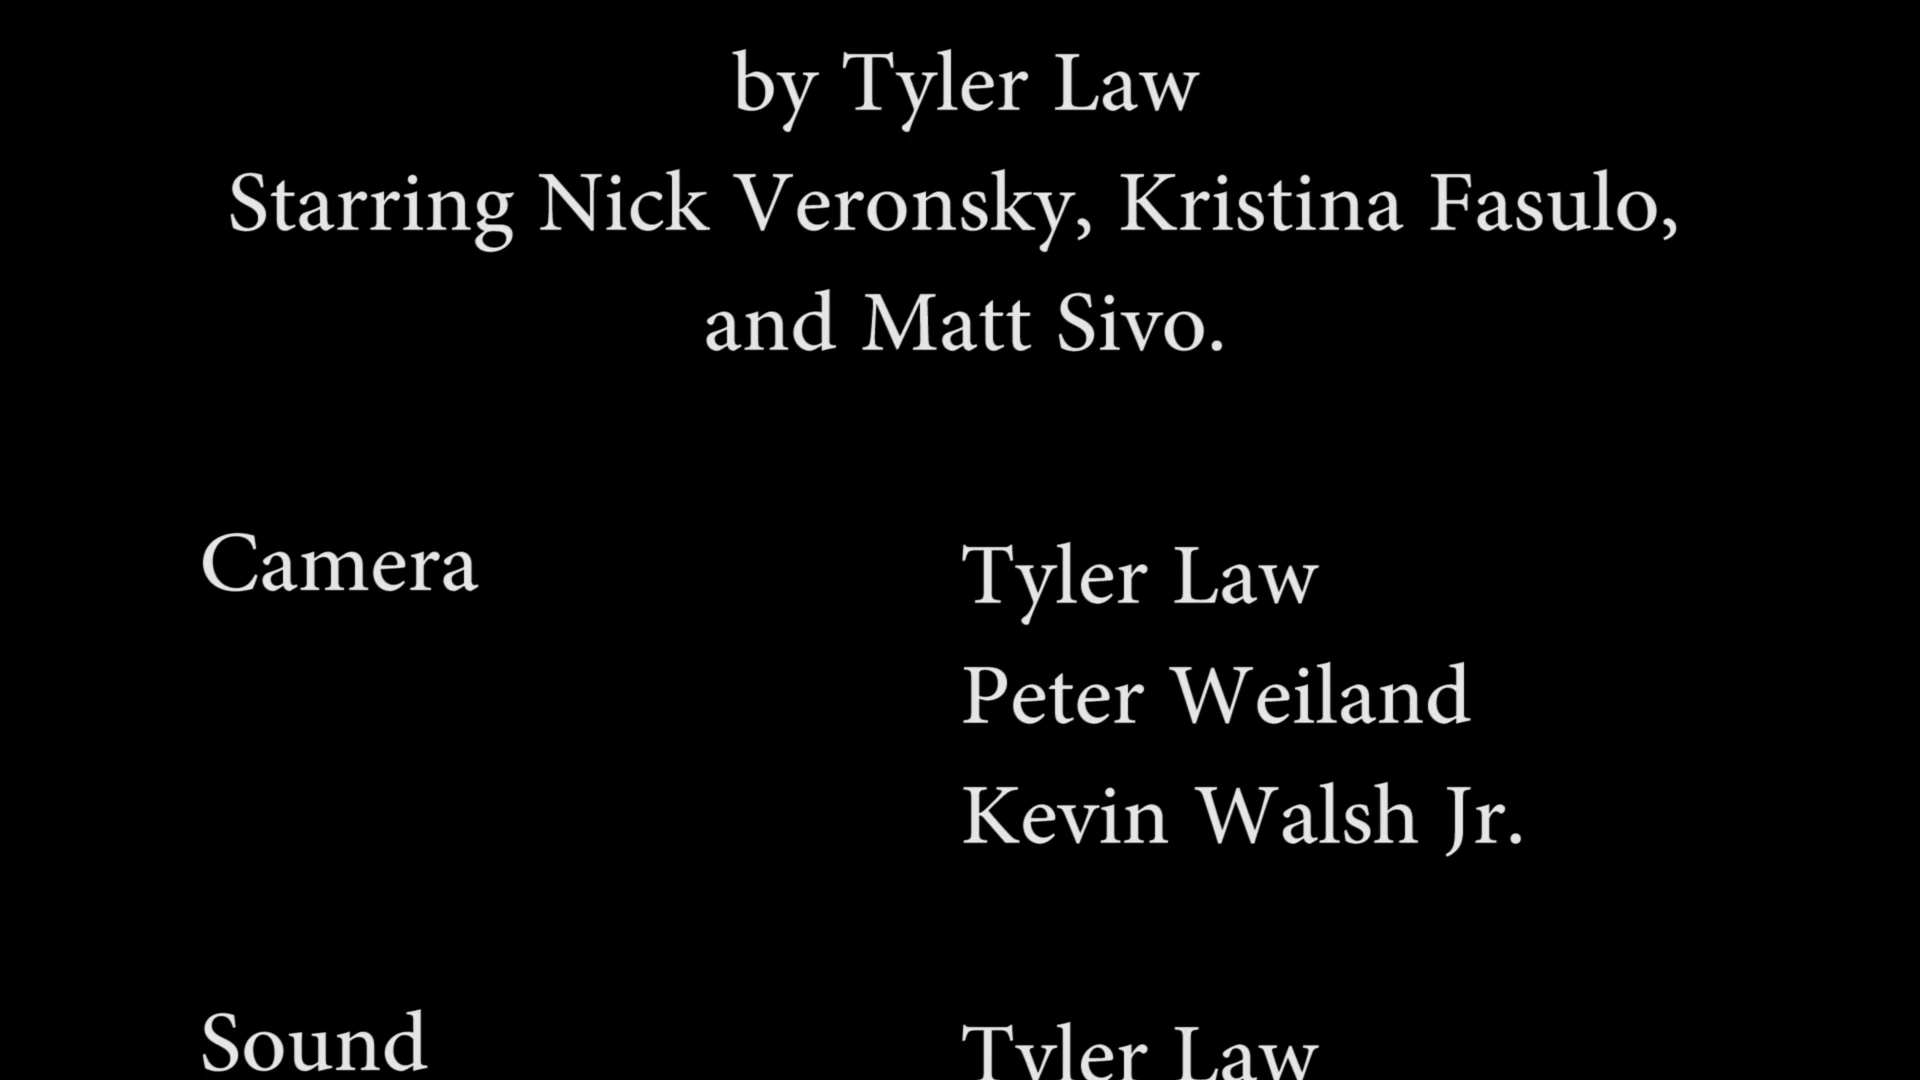 by Tyler Law
Starring Nick Veronsky, Kristina Fasulo,
and Matt Sivo.
Camera
Tyler Law
Peter Weiland
Kevin Walsh Jr.
Sound
Tyler Law